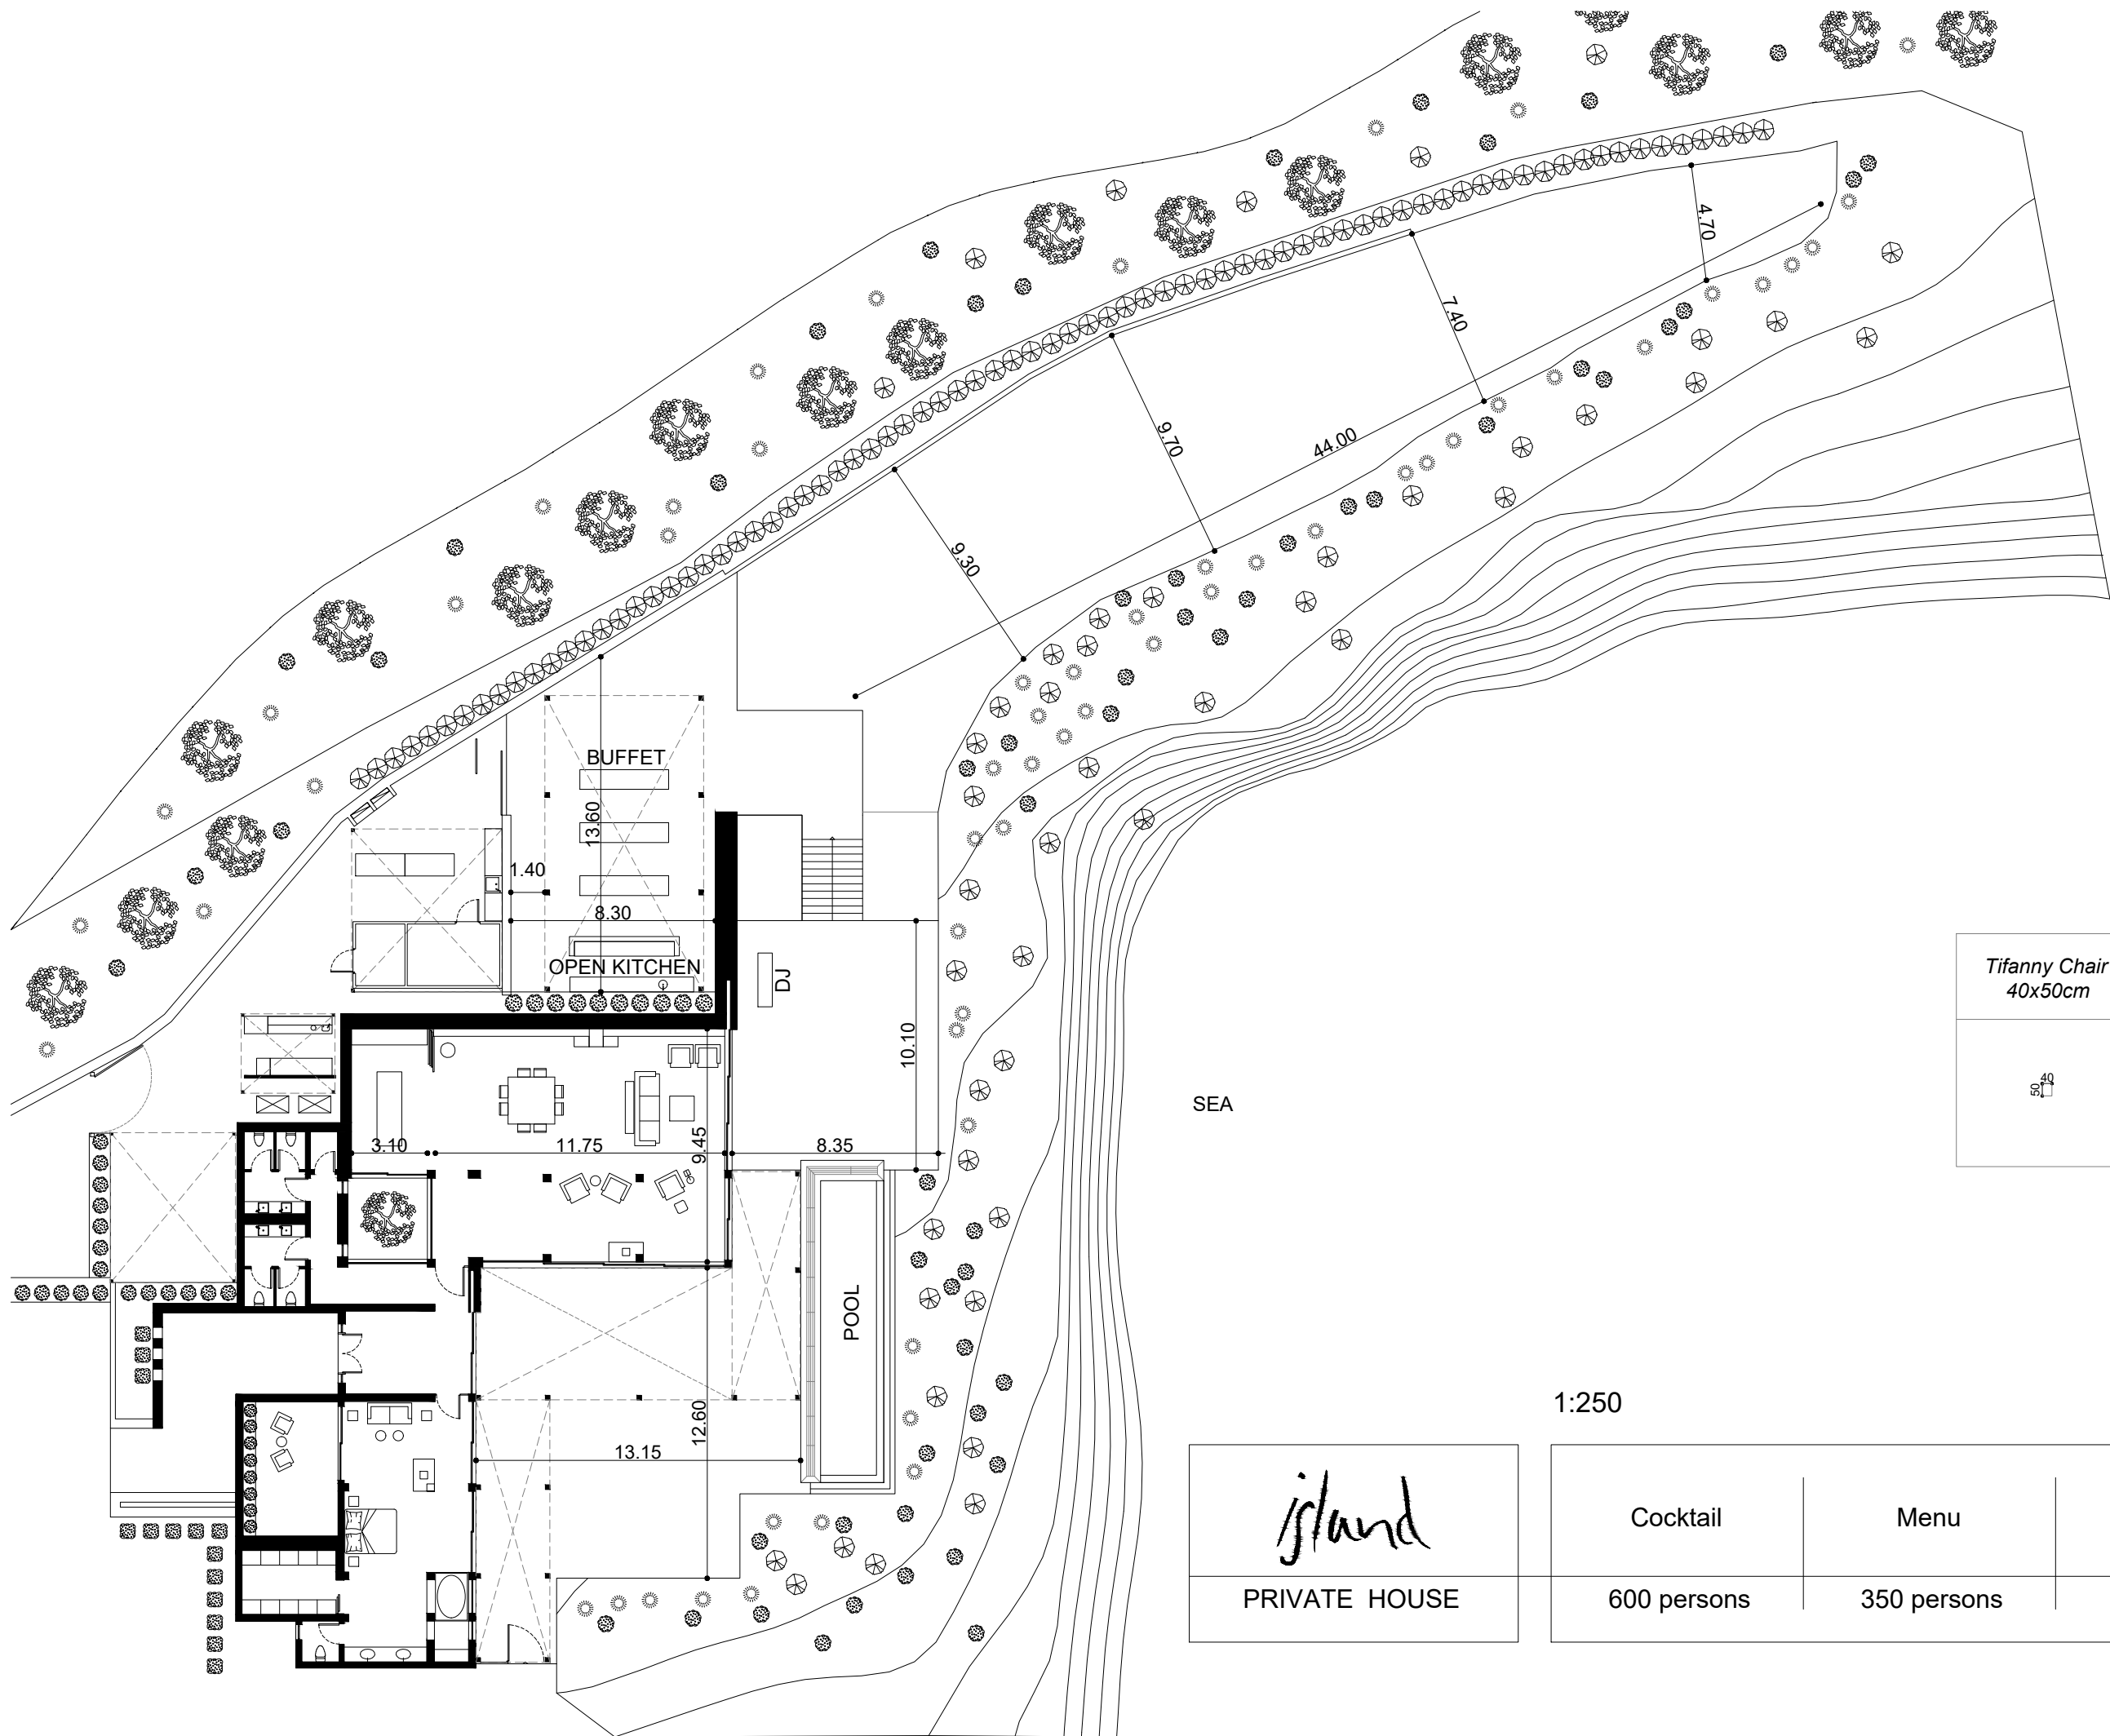 4.70
7.40
9.70
44.00
9.30
BUFFET
13.60
1.40
8.30
OPEN KITCHEN
DJ
10.10
Tifanny Chair
40x50cm
40
50
SEA
3.10
11.75
9.45
8.35
POOL
12.60
13.15
1:250
island
Cocktail
Menu
PRIVATE HOUSE
600 persons
350 persons